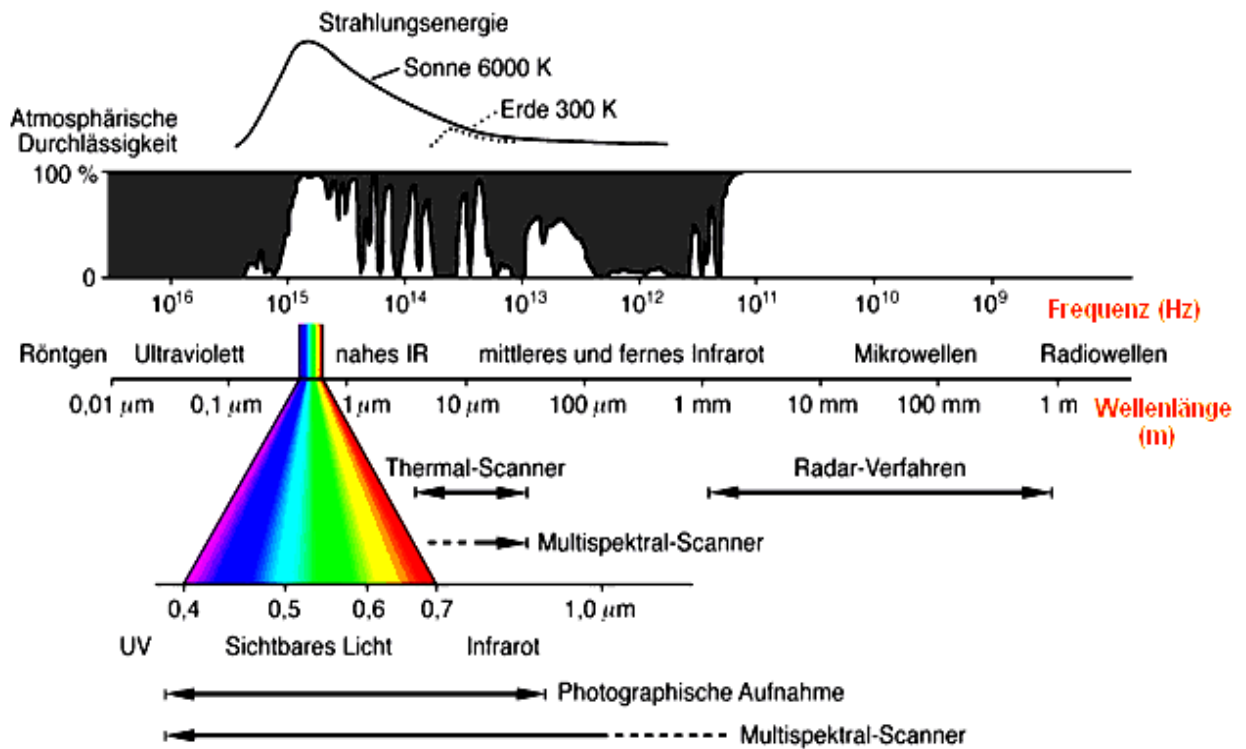 Strahlungsenergie
Sonne 6000 K
Erde 300 K
Atmosphärische
Durchlässigkeit
100 %
0
10¹⁶ 10¹⁵ 10¹⁴ 10¹³ 10¹² 10¹¹ 10¹⁰ 10⁹ Frequenz (Hz)
Röntgen Ultraviolett nahes IR mittleres und fernes Infrarot Mikrowellen Radiowellen
0,01 μm 0,1 μm 1 μm 10 μm 100 μm 1 mm 10 mm 100 mm 1 m Wellenlänge
(m)
Thermal-Scanner Radar-Verfahren
Multispektral-Scanner
0,4 0,5 0,6 0,7 1,0 μm
UV Sichtbares Licht Infrarot
Photographische Aufnahme
Multispektral-Scanner